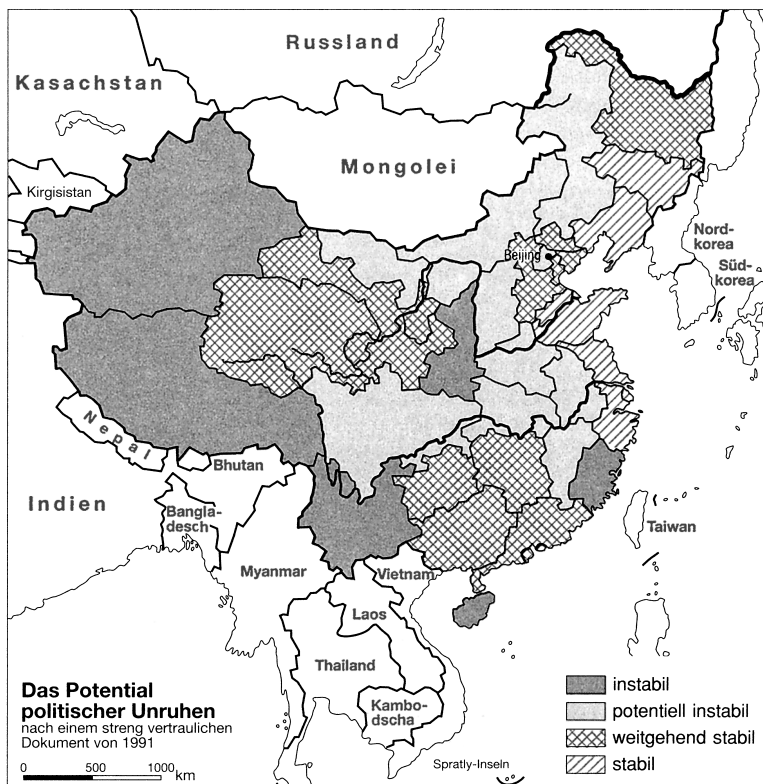 Russland
Kasachstan
Mongolei
Kirgisistan
Beijing
Nord-
korea
Süd-
korea
Nepal
Bhutan
Indien
Bangla-
desch
Taiwan
Myanmar
Vietnam
Laos
Thailand
Kambo-
dscha
Spratly-Inseln
Das Potential
politischer Unruhen
nach einem streng vertraulichen
Dokument von 1991
0 500 1000 km
instabil
potentiell instabil
weitgehend stabil
stabil